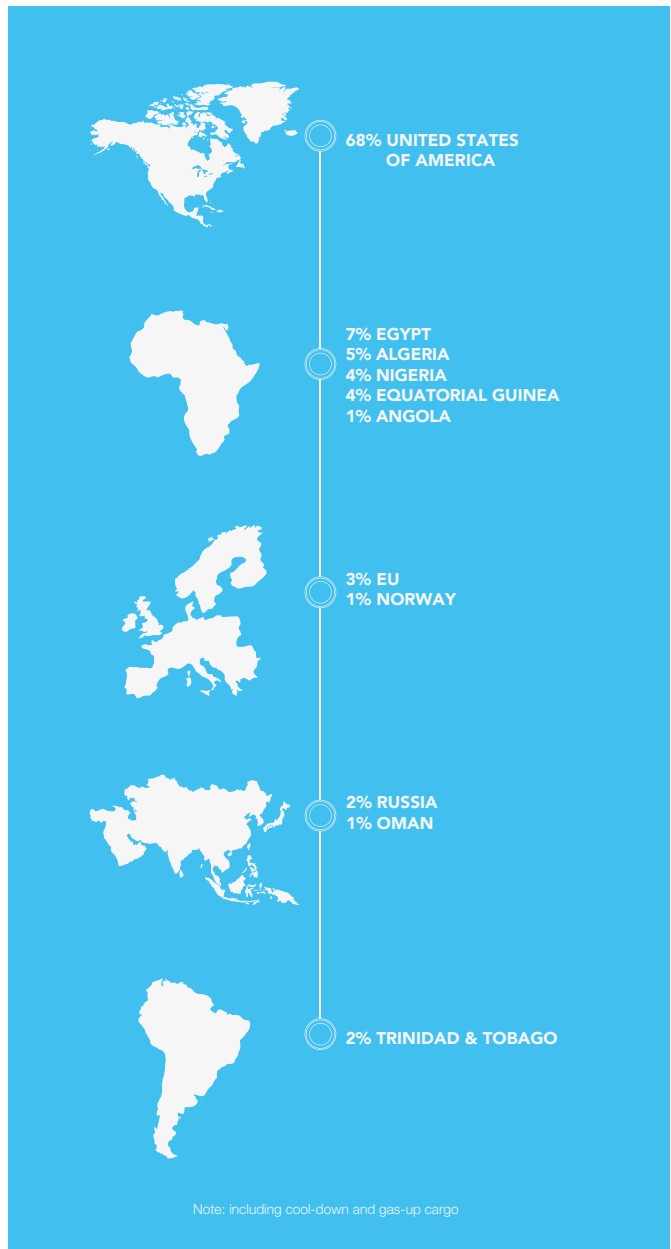 68% UNITED STATES
OF AMERICA
7% EGYPT
5% ALGERIA
4% NIGERIA
4% EQUATORIAL GUINEA
1% ANGOLA
3% EU
1% NORWAY
2% RUSSIA
1% OMAN
2% TRINIDAD & TOBAGO
Note: including cool-down and gas-up cargo